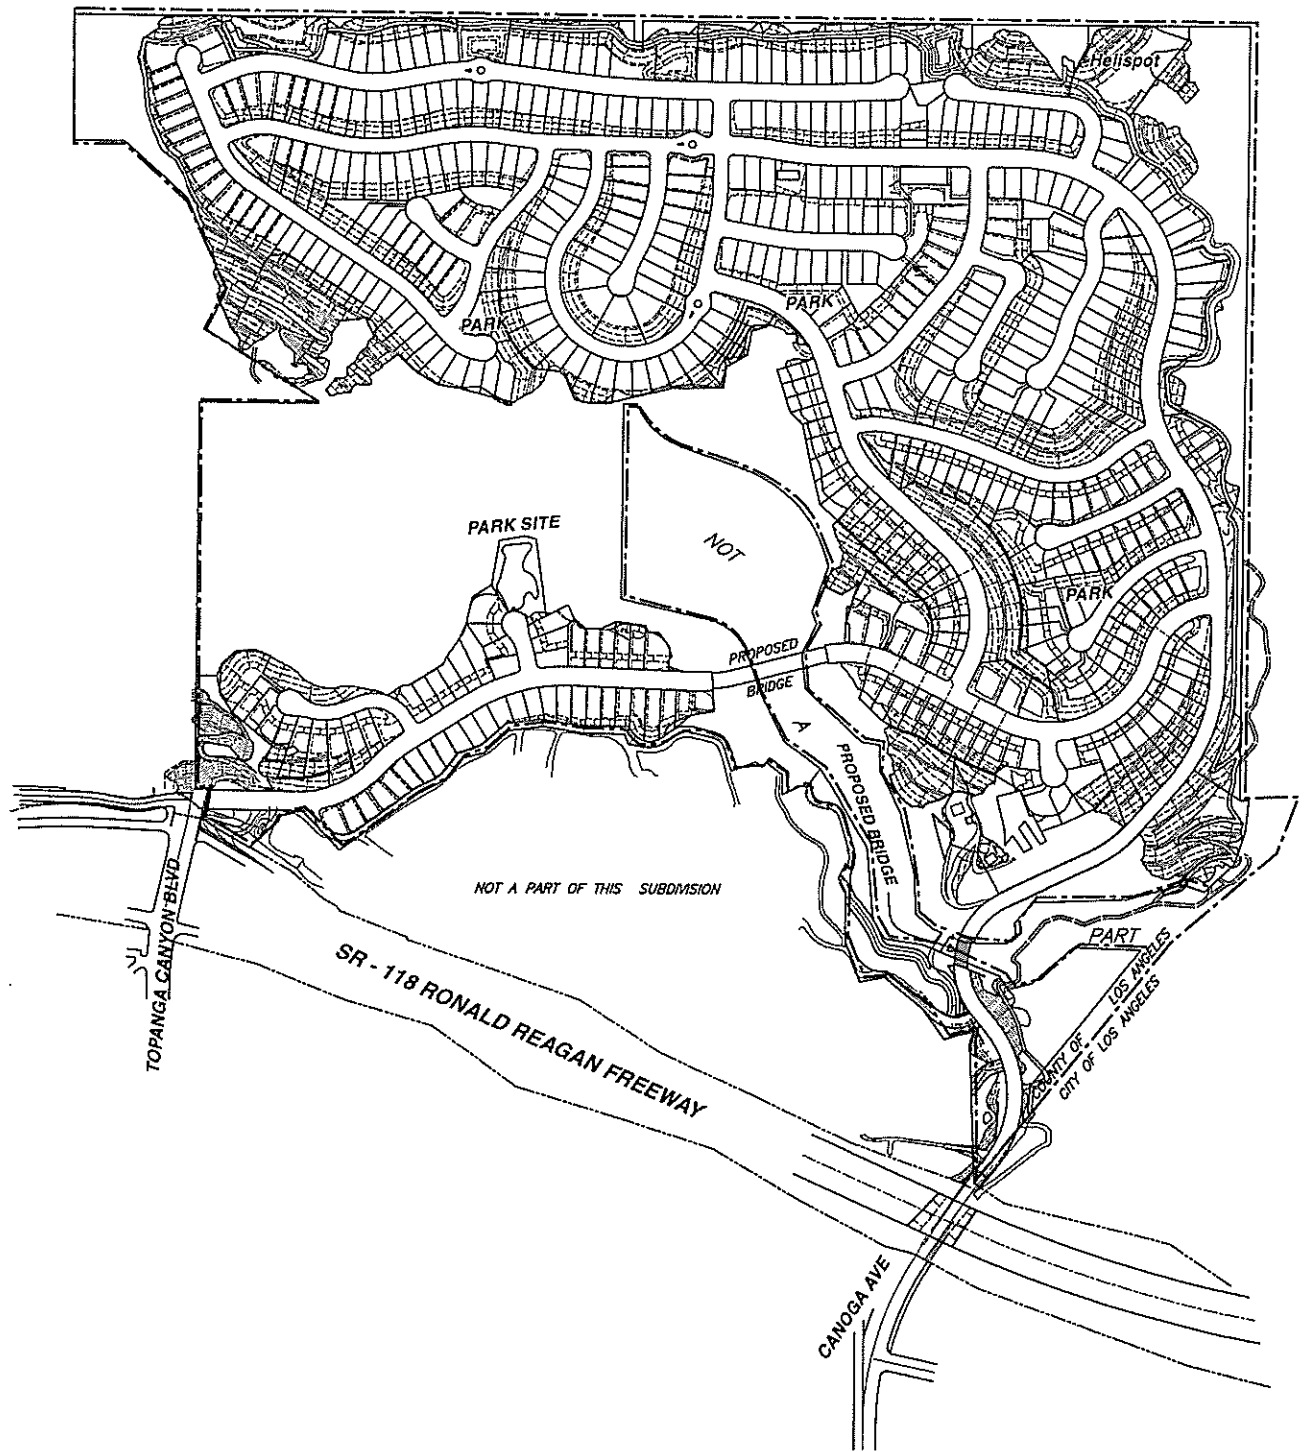 Helispot
PARK
PARK
PARK SITE
NOT
PARK
PROPOSED
BRIDGE
A
PROPOSED BRIDGE
NOT A PART OF THIS SUBDIVISION
TOPANGA CANYON BLVD
SR - 118 RONALD REAGAN FREEWAY
PART
COUNTY OF LOS ANGELES
CITY OF LOS ANGELES
CANOGA AVE